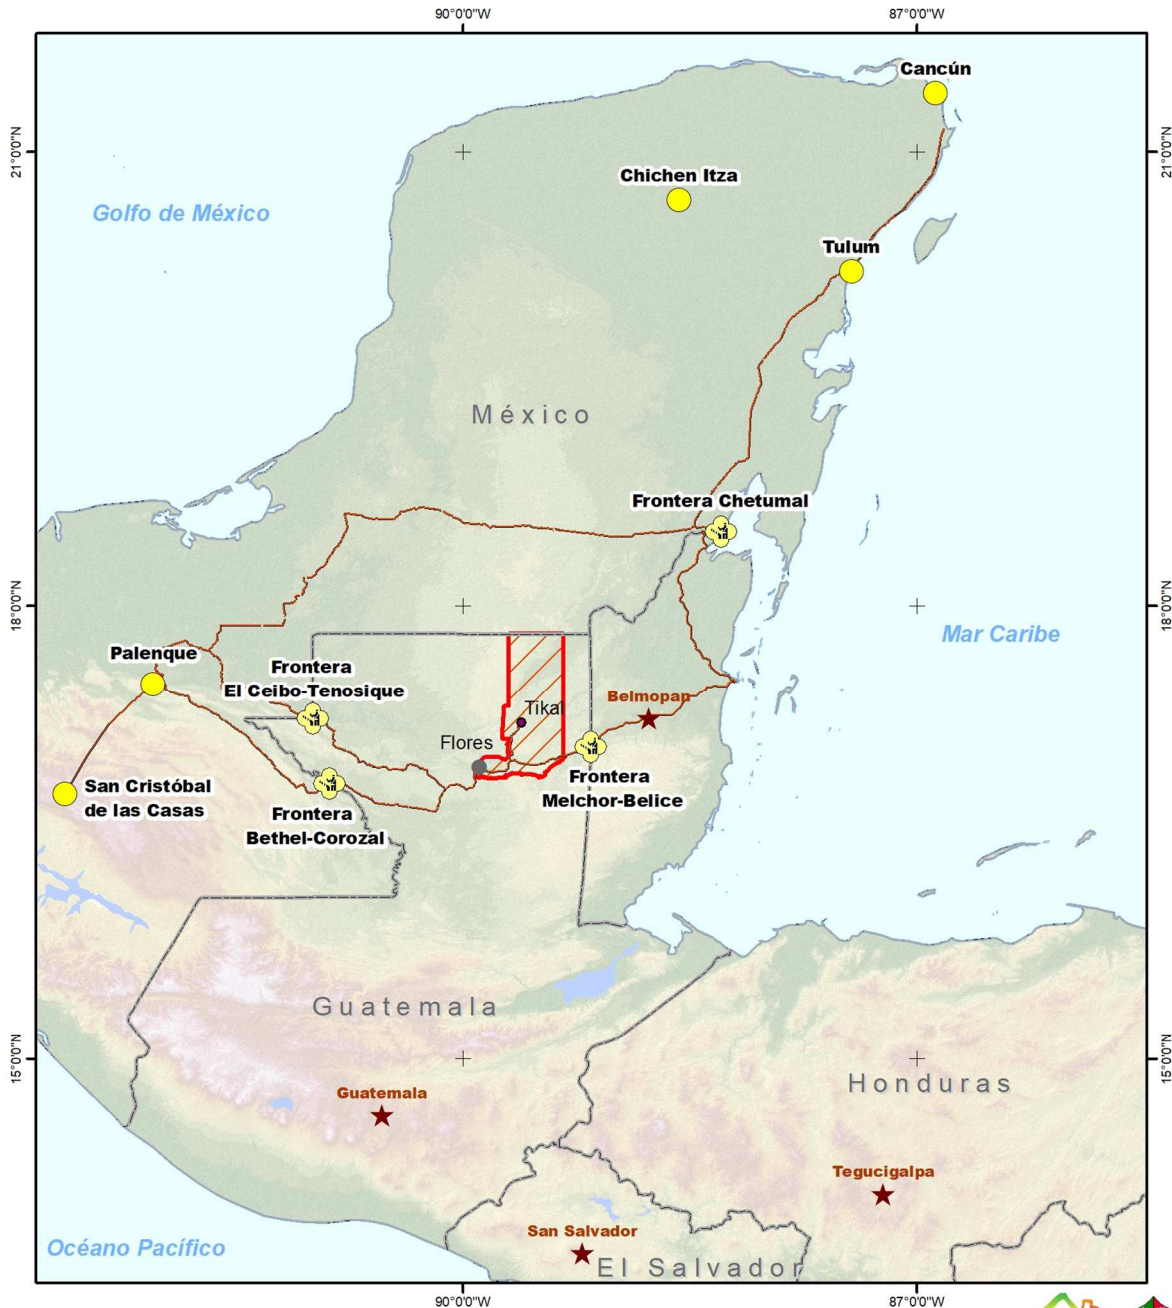 90°0'0"W
87°0'0"W
Cancún
21°0'0"N
21°0'0"N
Chichen Itza
Golfo de México
Tulum
México
Frontera Chetumal
18°0'0"N
18°0'0"N
Mar Caribe
Palenque
Frontera
El Ceibo-Tenosique
Belmopan
Tikal
Flores
Frontera
Melchor-Belice
San Cristóbal
de las Casas
Frontera
Bethel-Corozal
Guatemala
15°0'0"N
15°0'0"N
Honduras
Guatemala
Tegucigalpa
San Salvador
Océano Pacífico
El Salvador
90°0'0"W
87°0'0"W